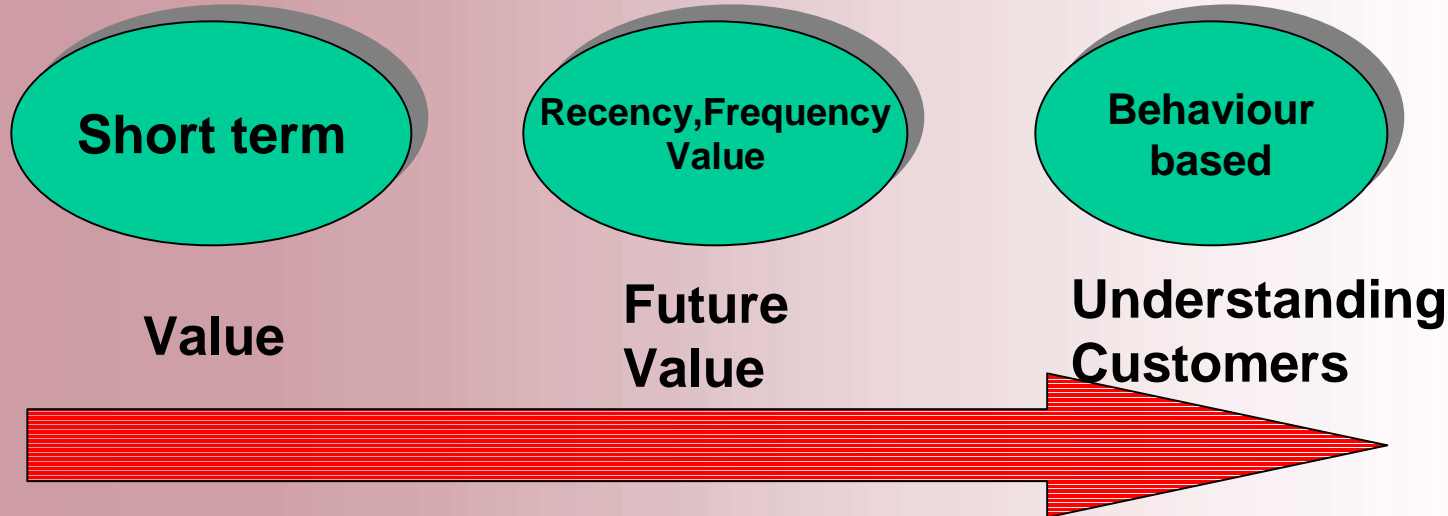 Short term
Recency,Frequency
Value
Behaviour
based
Value
Future
Value
Understanding
Customers